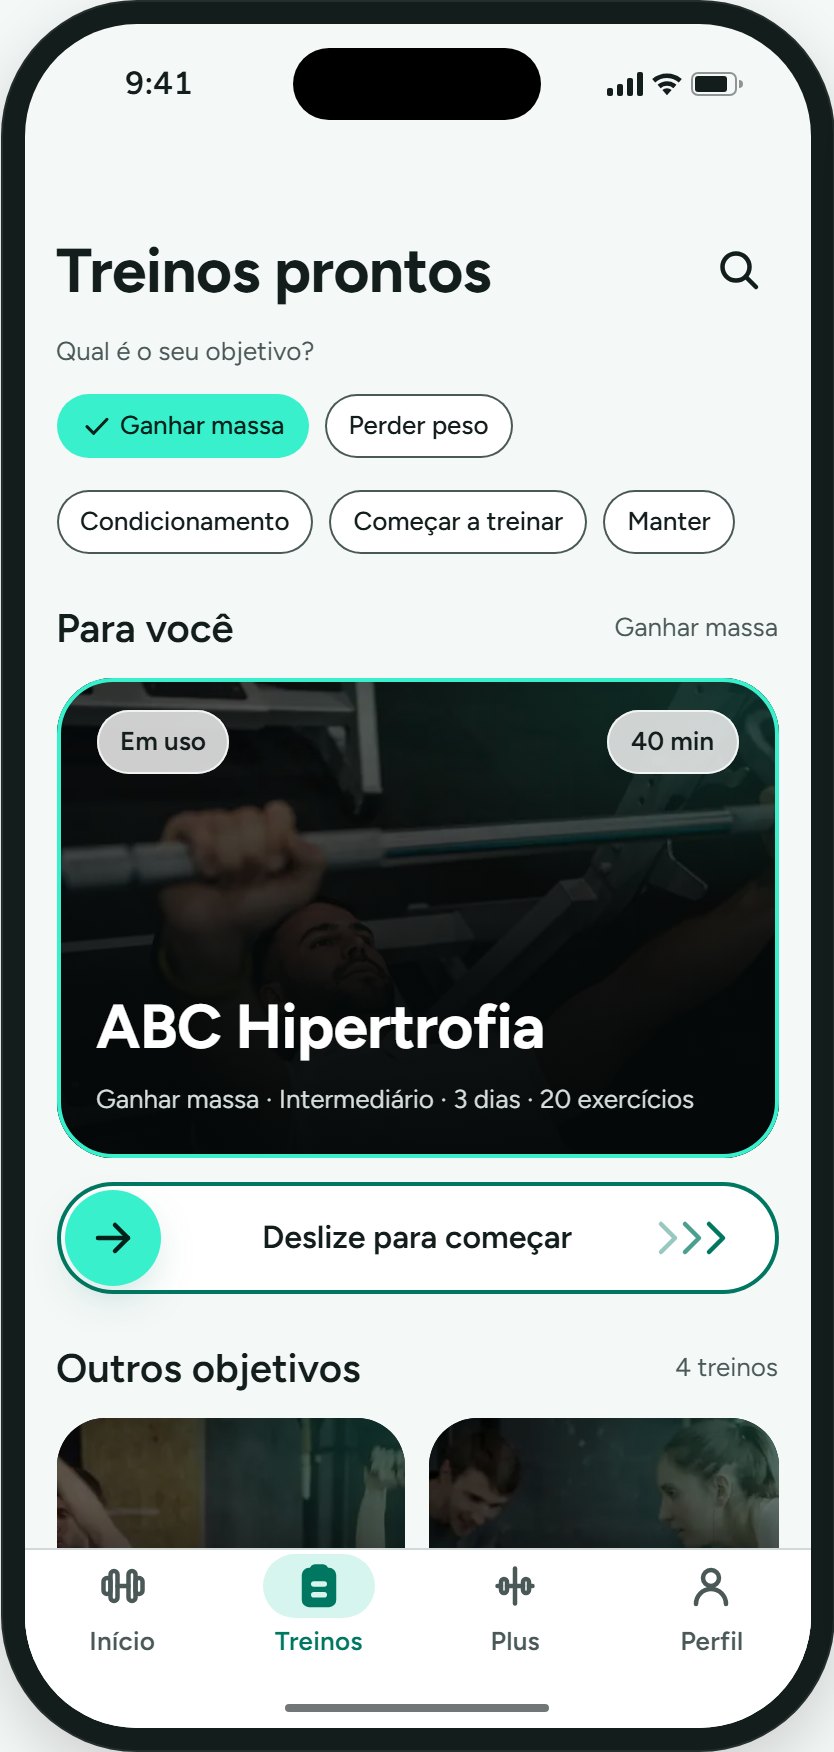 9:41
Treinos prontos
Qual é o seu objetivo?
Ganhar massa Perder peso
Condicionamento Começar a treinar Manter
Para você Ganhar massa
Em uso 40 min
ABC Hipertrofia
Ganhar massa · Intermediário · 3 dias · 20 exercícios
Deslize para começar
Outros objetivos 4 treinos
Início Treinos Plus Perfil